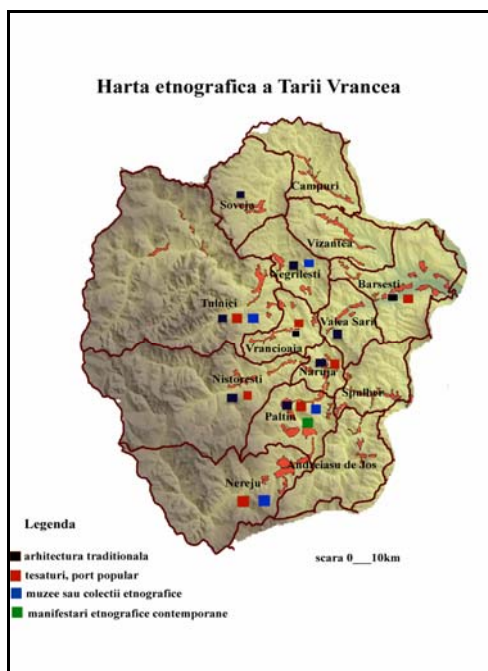 Harta etnografica a Tarii Vrancea
Campuri
Soveja
Vizantea
Negrilesti
Barsesti
Tulnici
Valea Sarii
Vrancioaia
Naruja
Nistoresti
Spulber
Paltin
Andreiasu de Jos
Nereju
Legenda
arhitectura traditionala
scara 0___10km
tesaturi, port popular
muzee sau colectii etnografice
manifestari etnografice contemporane